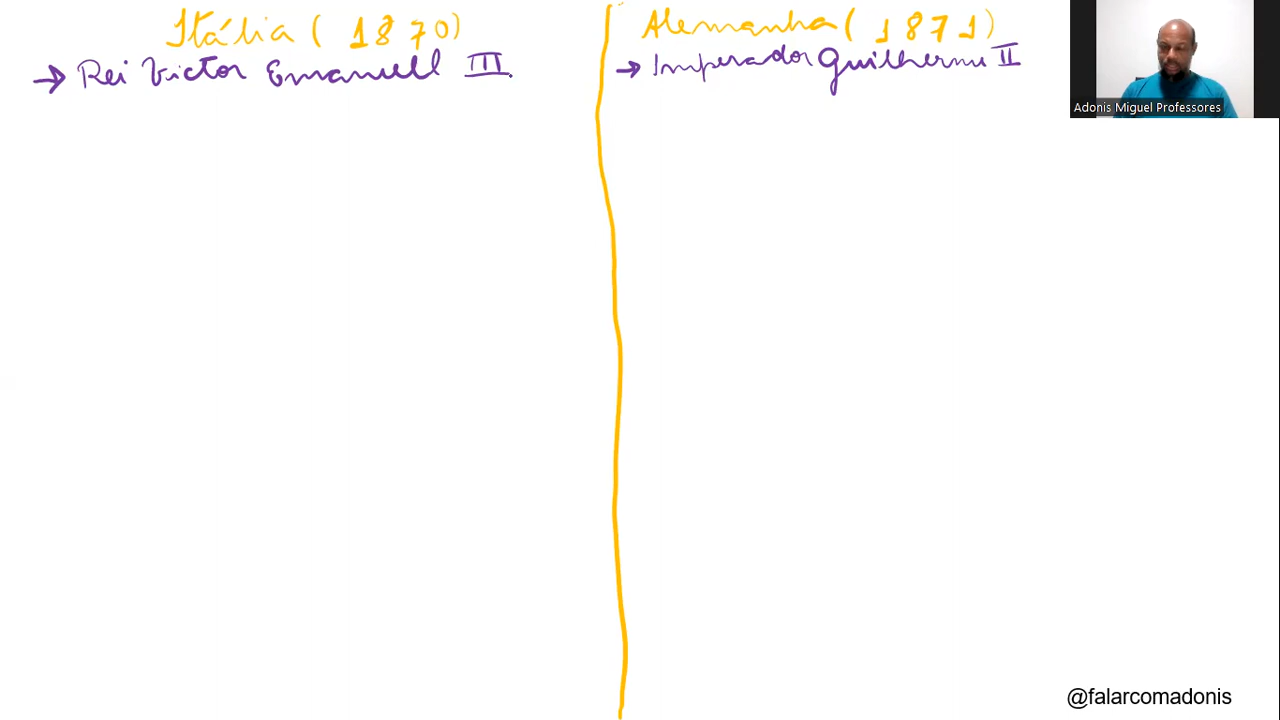 Itália ( 1870)
→ Rei Victor Emanuell III.
Alemanha ( 1871)
→ Imperador Guilherme II
Adonis Miguel Professores
@falarcomadonis